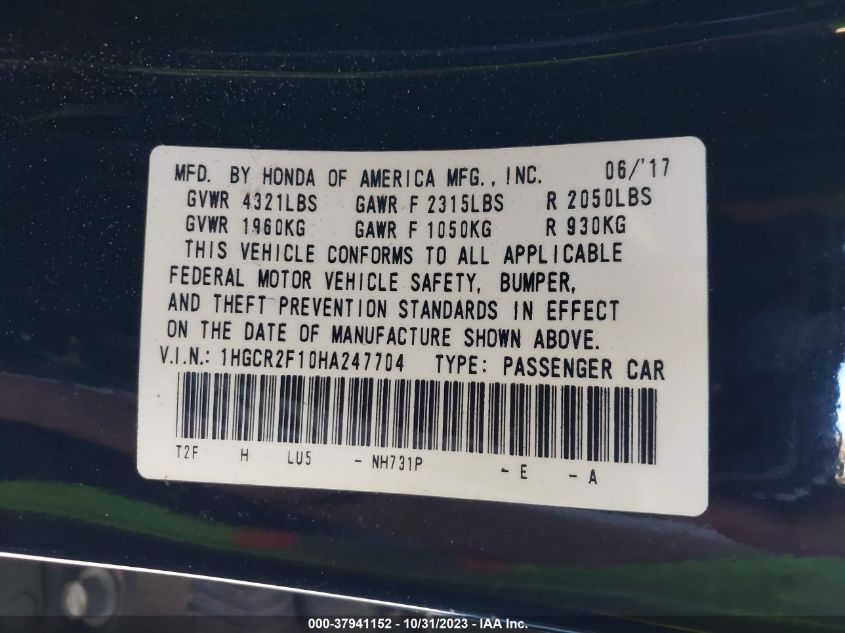 MFD. BY HONDA OF AMERICA MFG., INC. 06/'17
GVWR 4321LBS GAWR F 2315LBS R 2050LBS
GVWR 1960KG GAWR F 1050KG R 930KG
THIS VEHICLE CONFORMS TO ALL APPLICABLE
FEDERAL MOTOR VEHICLE SAFETY, BUMPER,
AND THEFT PREVENTION STANDARDS IN EFFECT
ON THE DATE OF MANUFACTURE SHOWN ABOVE.
V.I.N.: 1HGCR2F10HA247704 TYPE: PASSENGER CAR
T2F H LU5 - NH731P - E - A
000-37941152 - 10/31/2023 - IAA Inc.